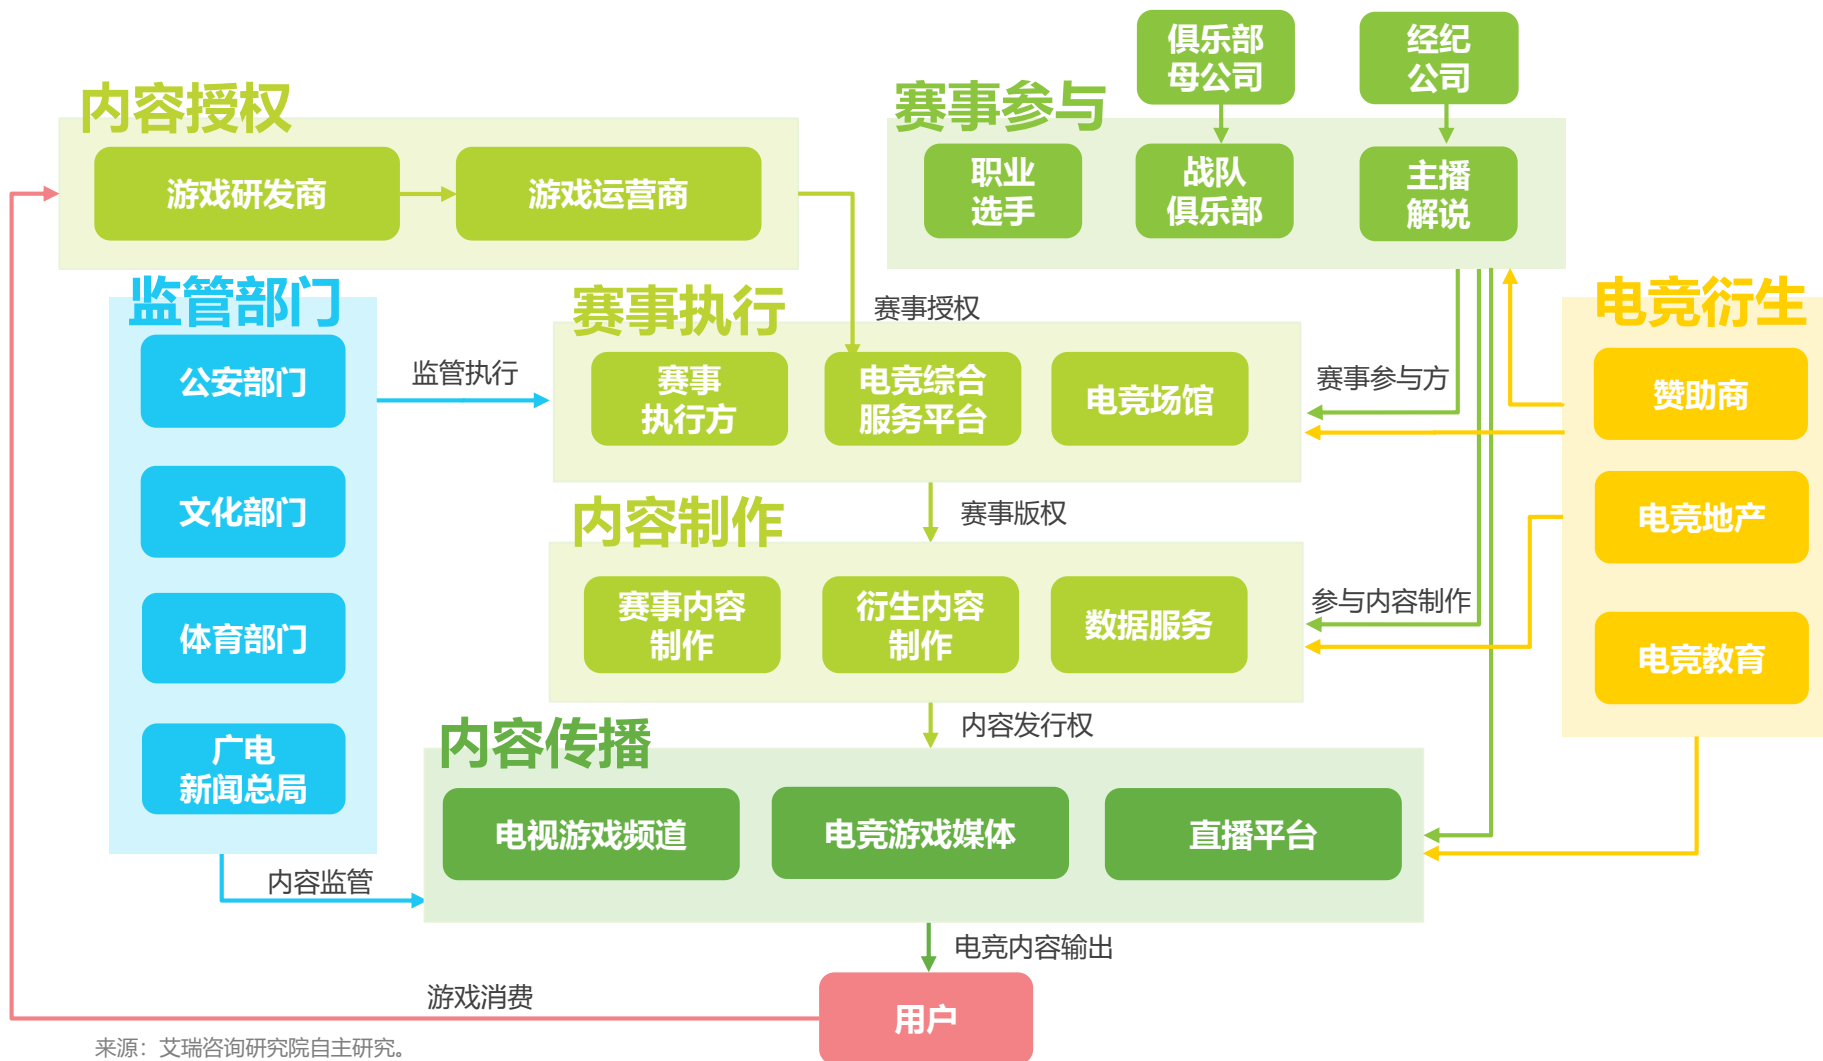 俱乐部
母公司
经纪
公司
内容授权
赛事参与
游戏研发商
游戏运营商
职业
选手
战队
俱乐部
主播
解说
监管部门
赛事执行
赛事授权
电竞衍生
公安部门
监管执行
赛事
执行方
电竞综合
服务平台
电竞场馆
赛事参与方
赞助商
文化部门
内容制作
赛事版权
电竞地产
体育部门
赛事内容
制作
衍生内容
制作
数据服务
参与内容制作
电竞教育
广电
新闻总局
内容传播
内容发行权
电视游戏频道
电竞游戏媒体
直播平台
内容监管
电竞内容输出
游戏消费
用户
来源：艾瑞咨询研究院自主研究。